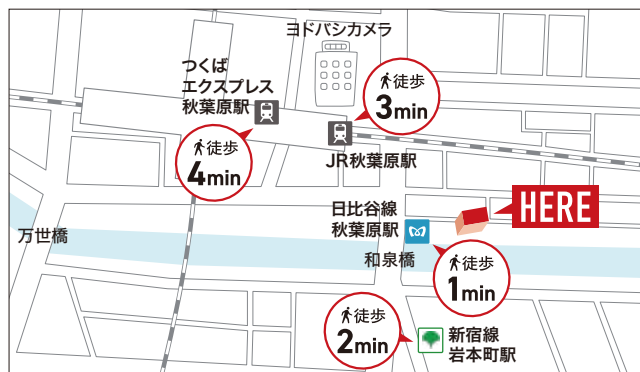 ヨドバシカメラ
つくば
エクスプレス
秋葉原駅
徒歩
3min
徒歩
4min
JR秋葉原駅
日比谷線
秋葉原駅
HERE
万世橋
和泉橋
徒歩
1min
徒歩
2min
新宿線
岩本町駅